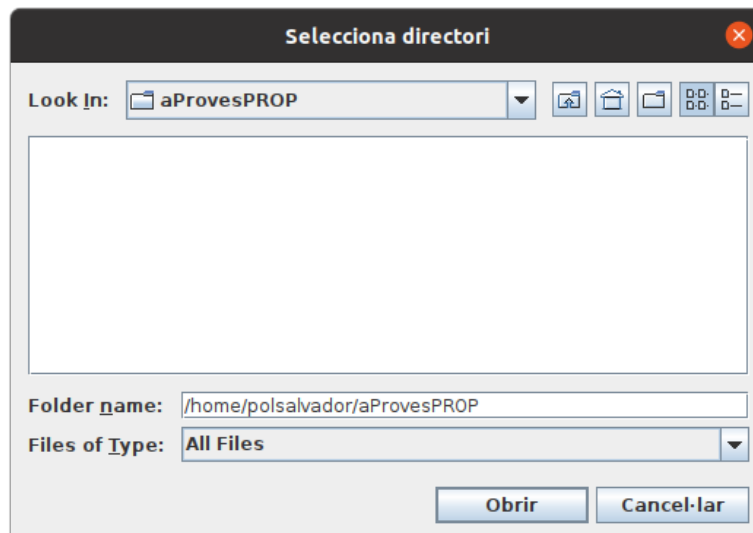 Selecciona directori
Look In: aProvesPROP
Folder name: /home/polsalvador/aProvesPROP
Files of Type: All Files
Obrir Cancel·lar